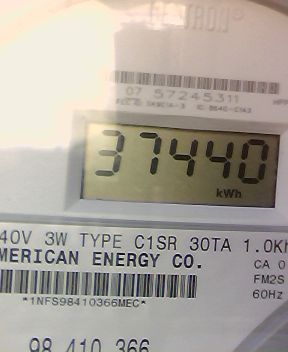 07 57245311
37440
kWh
40V 3W TYPE C1SR 30TA 1.0Kh
MERICAN ENERGY CO.
CA 0
FM2S
60Hz
*1NFS98410366MEC*
98 410 366